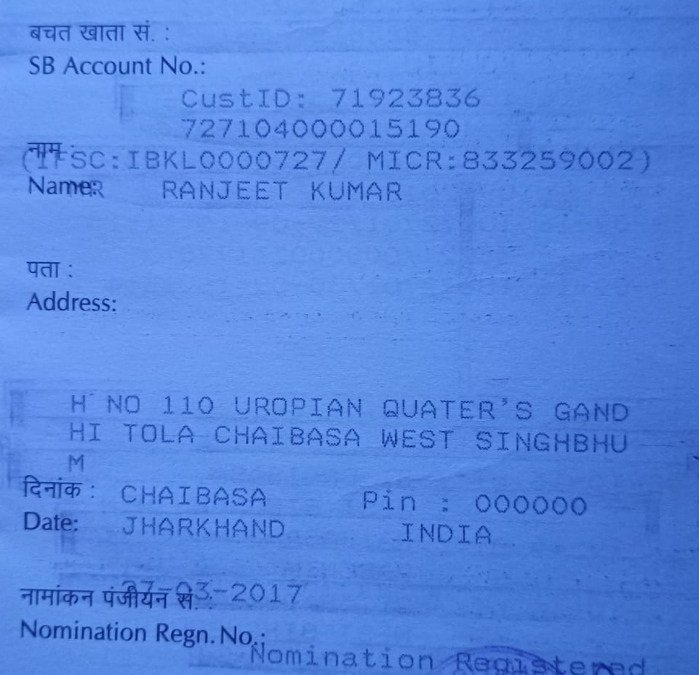 बचत खाता सं. :
SB Account No.:
CustID: 71923836
727104000015190
नाम :
(IFSC:IBKL0000727/ MICR:833259002)
Name: RANJEET KUMAR
पता :
Address:
H NO 110 UROPIAN QUATER'S GAND
HI TOLA CHAIBASA WEST SINGHBHU
M
दिनांक : CHAIBASA Pin : 000000
Date: JHARKHAND INDIA
27-03-2017
नामांकन पंजीयन सं.
Nomination Regn. No.:
Nomination Registered